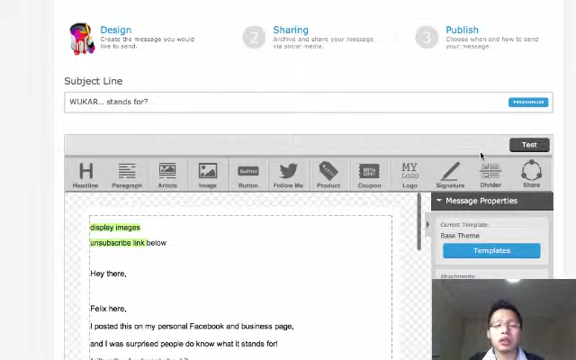 Design
Create the message you would
like to send.
2
Sharing
Archive and share your message,
via social media.
3
Publish
Choose when and how to send
your message.
Subject Line
WUKAR... stands for?
PERSONALIZE
Test
Headline
Paragraph
Article
Image
button
Button
Follow Me
Product
Coupon
MY
LOGO
Logo
Signature
Divider
Share
Message Properties
Current Template:
Base Theme
Templates
Attachments:
display images
unsubscribe link below
Hey there,
Felix here,
I posted this on my personal Facebook and business page,
and I was surprised people do know what it stands for!